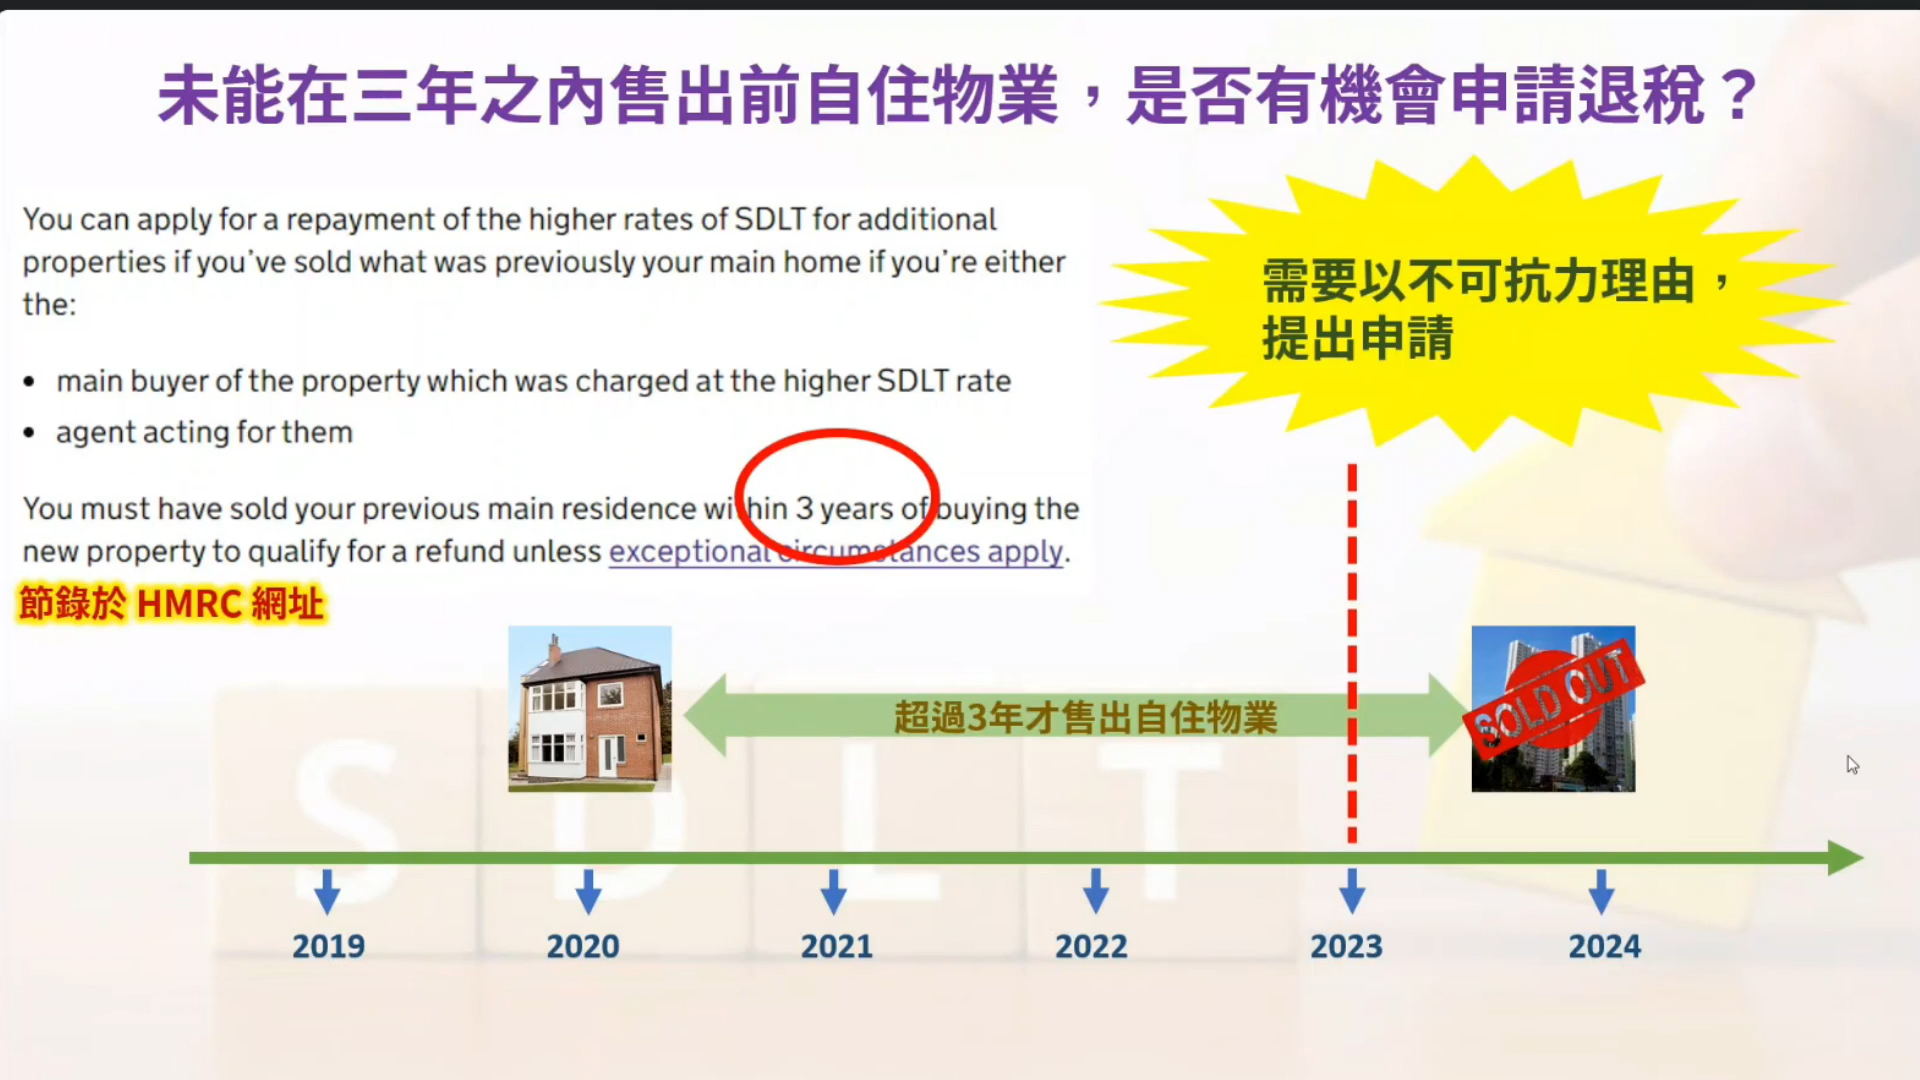 未能在三年之內售出前自住物業，是否有機會申請退稅？
You can apply for a repayment of the higher rates of SDLT for additional
properties if you've sold what was previously your main home if you're either
the:
• main buyer of the property which was charged at the higher SDLT rate
• agent acting for them
You must have sold your previous main residence within 3 years of buying the
new property to qualify for a refund unless exceptional circumstances apply.
節錄於 HMRC 網址
需要以不可抗力理由，
提出申請
超過3年才售出自住物業
SOLD OUT
S D L T
2019 2020 2021 2022 2023 2024